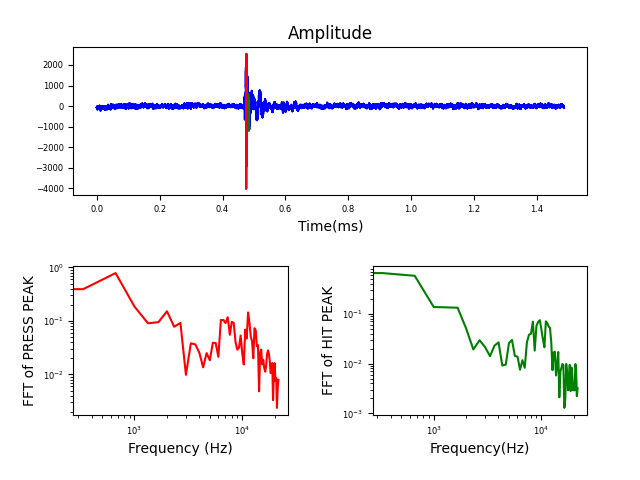 Amplitude
2000
1000
0
−1000
−2000
−3000
−4000
0.0 0.2 0.4 0.6 0.8 1.0 1.2 1.4
Time(ms)
FFT of PRESS PEAK
10⁰
10⁻¹
10⁻²
10³ 10⁴
Frequency (Hz)
FFT of HIT PEAK
10⁻¹
10⁻²
10⁻³
10³ 10⁴
Frequency(Hz)